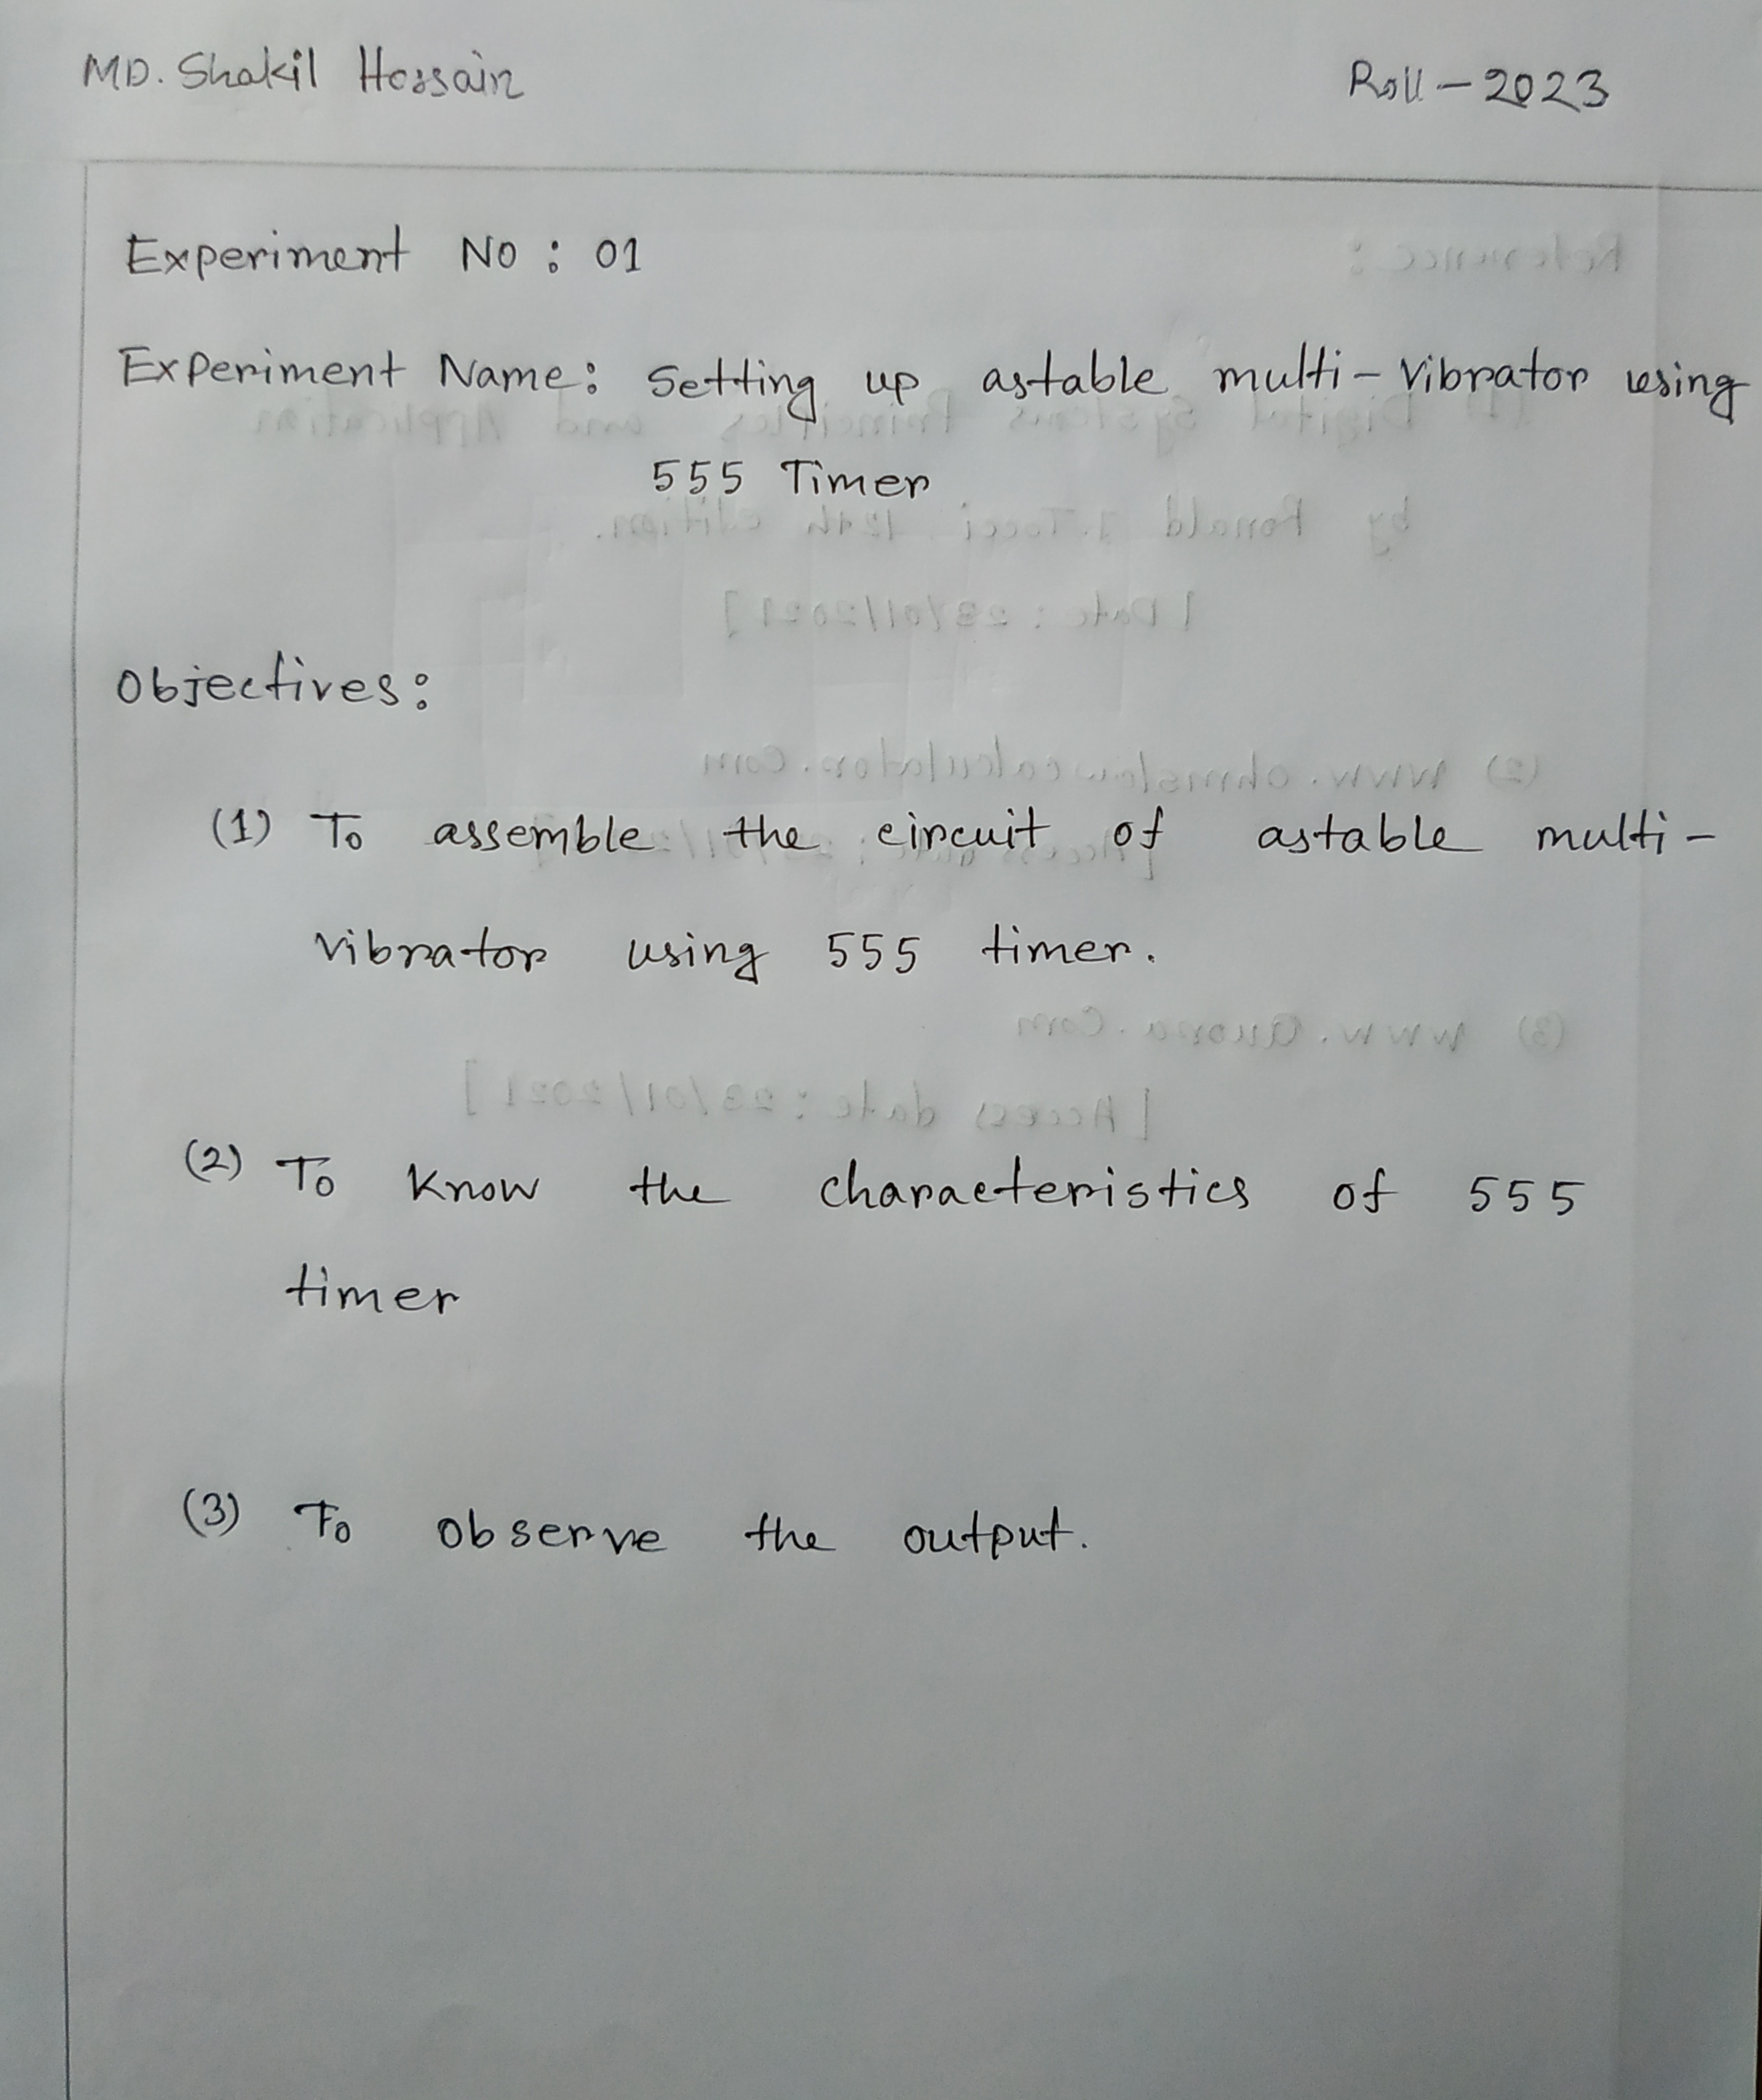 MD. Shakil Hossain Roll - 2023
Experiment No : 01
Experiment Name: Setting up astable multi-vibrator using
555 Timer
Objectives:
(1) To assemble the circuit of astable multi-
vibrator using 555 timer.
(2) To know the characteristics of 555
timer
(3) To observe the output.